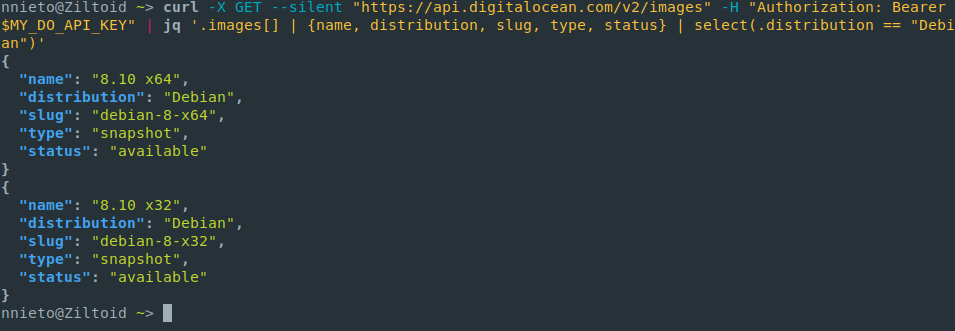 nnieto@Ziltoid ~> curl -X GET --silent "https://api.digitalocean.com/v2/images" -H "Authorization: Bearer
$MY_DO_API_KEY" | jq '.images[] | {name, distribution, slug, type, status} | select(.distribution == "Debi
an")'
{
  "name": "8.10 x64",
  "distribution": "Debian",
  "slug": "debian-8-x64",
  "type": "snapshot",
  "status": "available"
}
{
  "name": "8.10 x32",
  "distribution": "Debian",
  "slug": "debian-8-x32",
  "type": "snapshot",
  "status": "available"
}
nnieto@Ziltoid ~>